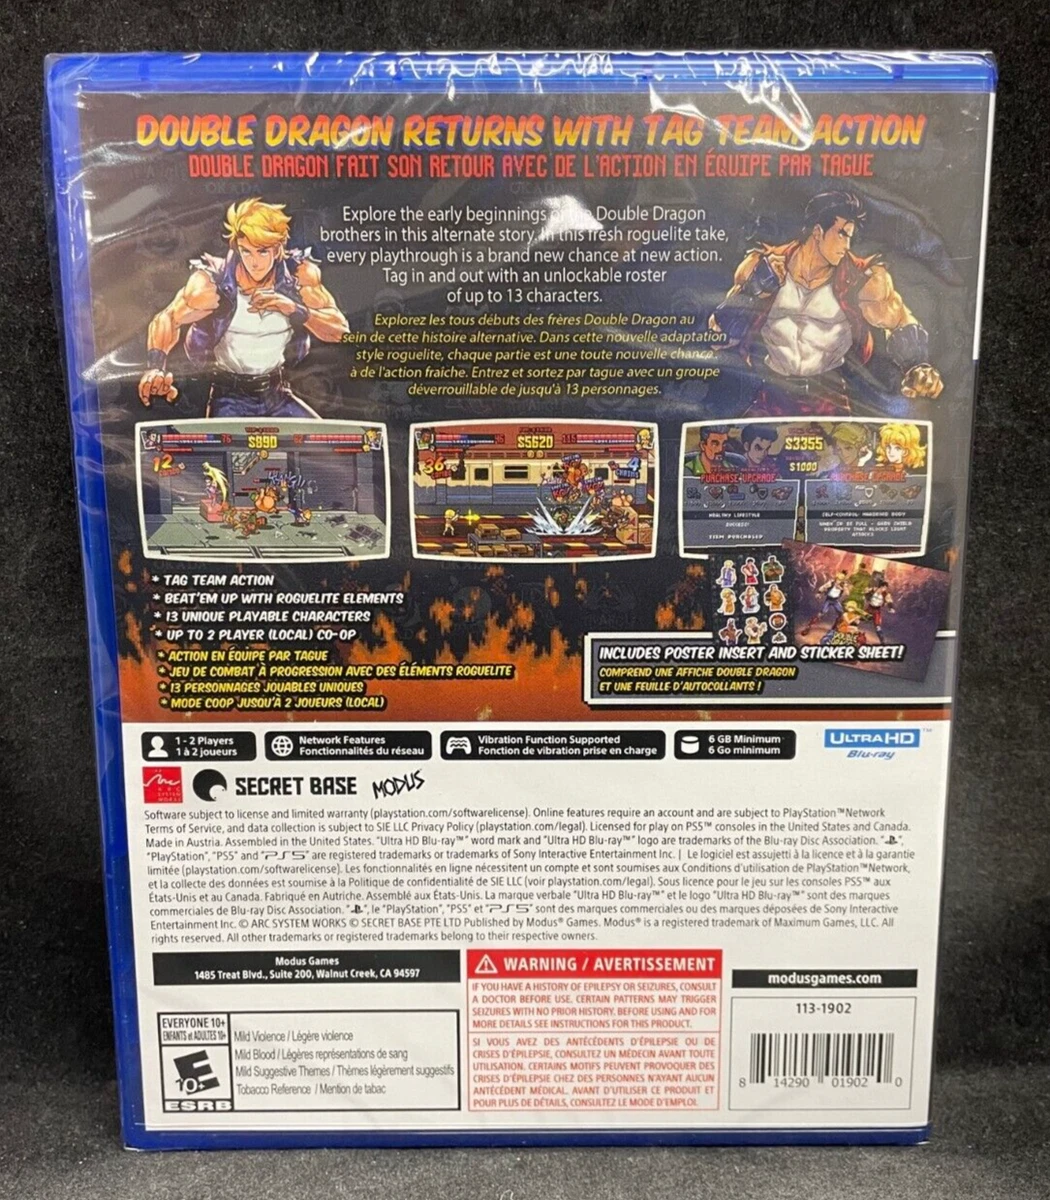 DOUBLE DRAGON RETURNS WITH TAG TEAM ACTION
DOUBLE DRAGON FAIT SON RETOUR AVEC DE L'ACTION EN ÉQUIPE PAR TAGUE
Explore the early beginnings of the Double Dragon
brothers in this alternate story. In this fresh roguelite take,
every playthrough is a brand new chance at new action.
Tag in and out with an unlockable roster
of up to 13 characters.
Explorez les tous débuts des frères Double Dragon au
sein de cette histoire alternative. Dans cette nouvelle adaptation
style roguelite, chaque partie est une toute nouvelle chance
à de l'action fraiche. Entrez et sortez par tague avec un groupe
déverrouillable de jusqu'à 13 personnages.
$890
$5620
$3355
$1000
PURCHASE UPGRADE
PURCHASE UPGRADE
HEALTHY LIFESTYLE
ITEM PURCHASED
* TAG TEAM ACTION
* BEAT'EM UP WITH ROGUELITE ELEMENTS
* 13 UNIQUE PLAYABLE CHARACTERS
* UP TO 2 PLAYER (LOCAL) CO-OP
* ACTION EN ÉQUIPE PAR TAGUE
* JEU DE COMBAT À PROGRESSION AVEC DES ÉLÉMENTS ROGUELITE
* 13 PERSONNAGES JOUABLES UNIQUES
* MODE COOP JUSQU'À 2 JOUEURS (LOCAL)
INCLUDES POSTER INSERT AND STICKER SHEET!
COMPREND UNE AFFICHE DOUBLE DRAGON
ET UNE FEUILLE D'AUTOCOLLANTS !
1 - 2 Players
1 à 2 joueurs
Network Features
Fonctionnalités du réseau
Vibration Function Supported
Fonction de vibration prise en charge
6 GB Minimum
6 Go minimum
ULTRA HD
Blu-ray™
ARC SYSTEM WORKS
SECRET BASE
MODUS
Software subject to license and limited warranty (playstation.com/softwarelicense). Online features require an account and are subject to PlayStation™Network
Terms of Service, and data collection is subject to SIE LLC Privacy Policy (playstation.com/legal). Licensed for play on PS5™ consoles in the United States and Canada.
Made in Austria. Assembled in the United States. "Ultra HD Blu-ray™" word mark and "Ultra HD Blu-ray™" logo are trademarks of the Blu-ray Disc Association. " ",
"PlayStation", "PS5" and "PS5" are registered trademarks or trademarks of Sony Interactive Entertainment Inc. | Le logiciel est assujetti à la licence et à la garantie
limitée (playstation.com/softwarelicense). Les fonctionnalités en ligne nécessitent un compte et sont soumises aux Conditions d'utilisation de PlayStation™Network,
et la collecte des données est soumise à la Politique de confidentialité de SIE LLC (voir playstation.com/legal). Sous licence pour le jeu sur les consoles PS5™ aux
États-Unis et au Canada. Fabriqué en Autriche. Assemblé aux États-Unis. La marque verbale "Ultra HD Blu-ray™" et le logo "Ultra HD Blu-ray™" sont des marques
commerciales de Blu-ray Disc Association. " ", le "PlayStation", "PS5" et "PS5" sont des marques commerciales ou des marques déposées de Sony Interactive
Entertainment Inc. © ARC SYSTEM WORKS © SECRET BASE PTE LTD Published by Modus® Games. Modus® is a registered trademark of Maximum Games, LLC. All
rights reserved. All other trademarks or registered trademarks belong to their respective owners.
Modus Games
1485 Treat Blvd., Suite 200, Walnut Creek, CA 94597
WARNING / AVERTISSEMENT
IF YOU HAVE A HISTORY OF EPILEPSY OR SEIZURES, CONSULT
A DOCTOR BEFORE USE. CERTAIN PATTERNS MAY TRIGGER
SEIZURES WITH NO PRIOR HISTORY. BEFORE USING AND FOR
MORE DETAILS SEE INSTRUCTIONS FOR THIS PRODUCT.
SI VOUS AVEZ DES ANTÉCÉDENTS D'ÉPILEPSIE OU DE
CRISES D'ÉPILEPSIE, CONSULTEZ UN MÉDECIN AVANT TOUTE
UTILISATION. CERTAINS MOTIFS PEUVENT PROVOQUER DES
CRISES D'ÉPILEPSIE CHEZ DES PERSONNES N'AYANT AUCUN
ANTÉCÉDENT MÉDICAL. AVANT D'UTILISER CE PRODUIT ET
POUR PLUS DE DÉTAILS, CONSULTEZ LE MODE D'EMPLOI.
modusgames.com
113-1902
8 14290 01902 0
EVERYONE 10+
ENFANTS et ADULTES 10+
E
10+
ESRB
Mild Violence / Légère violence
Mild Blood / Légères représentations de sang
Mild Suggestive Themes / Thèmes légèrement suggestifs
Tobacco Reference / Mention de tabac